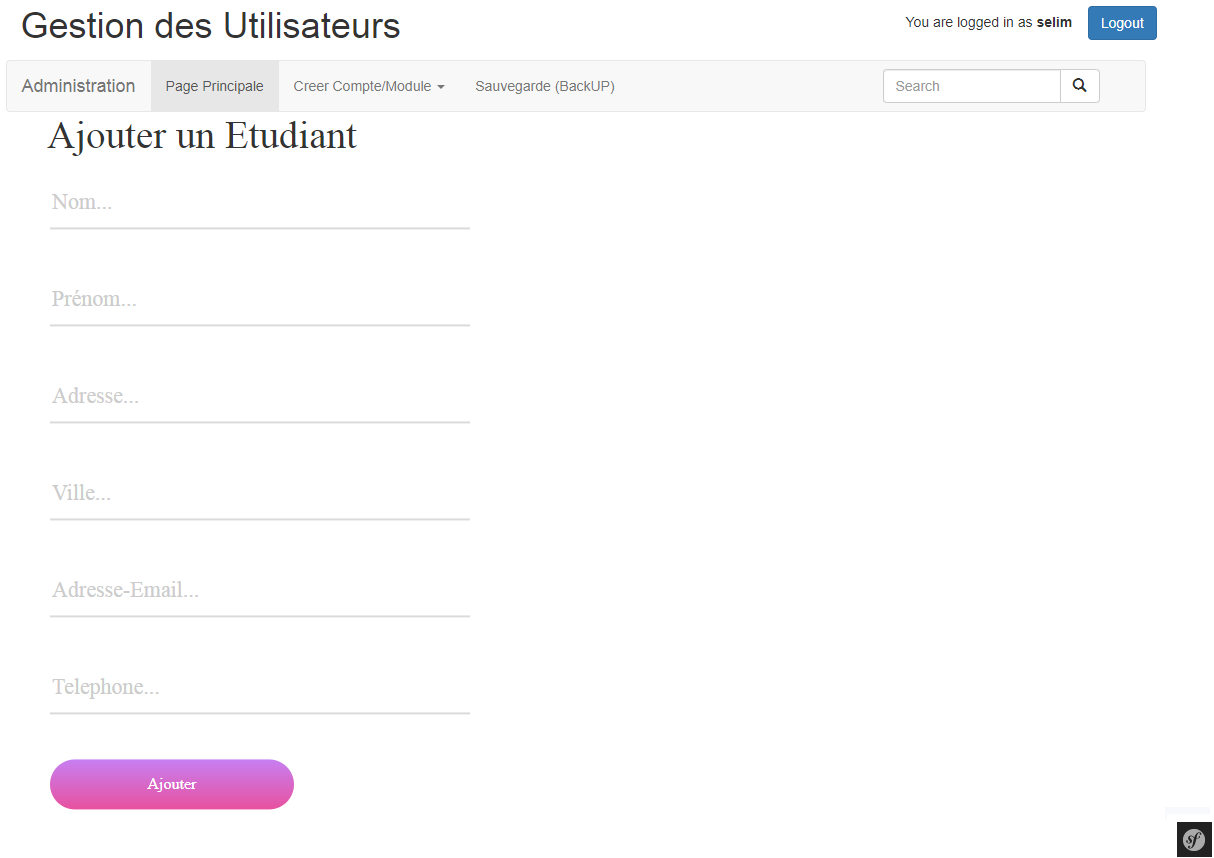 Gestion des Utilisateurs
You are logged in as selim
Logout
Administration
Page Principale
Creer Compte/Module
Sauvegarde (BackUP)
Search
Ajouter un Etudiant
Nom...
Prénom...
Adresse...
Ville...
Adresse-Email...
Telephone...
Ajouter
sf